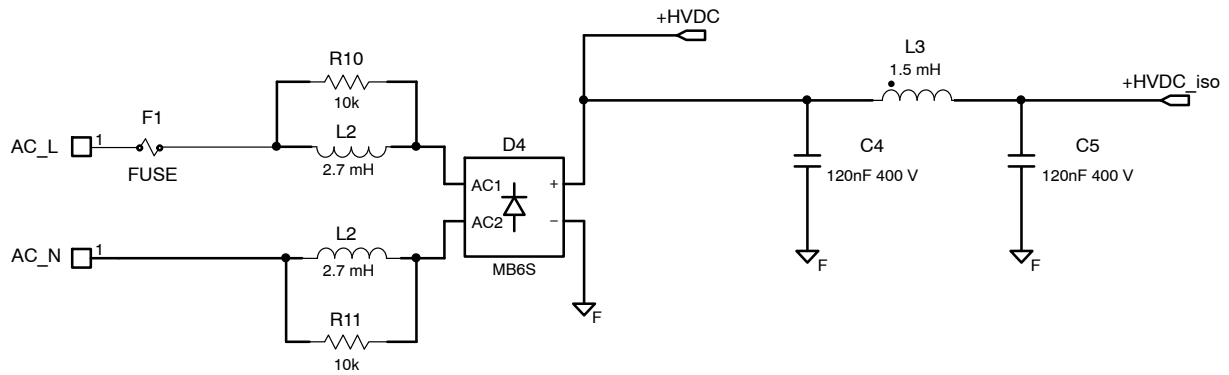 +HVDC
L3
1.5 mH
+HVDC_iso
R10
10k
F1
L2
2.7 mH
AC_L
1
FUSE
D4
C4
120nF 400 V
C5
120nF 400 V
AC1
+
AC2
−
MB6S
AC_N
1
L2
2.7 mH
F
F
F
R11
10k